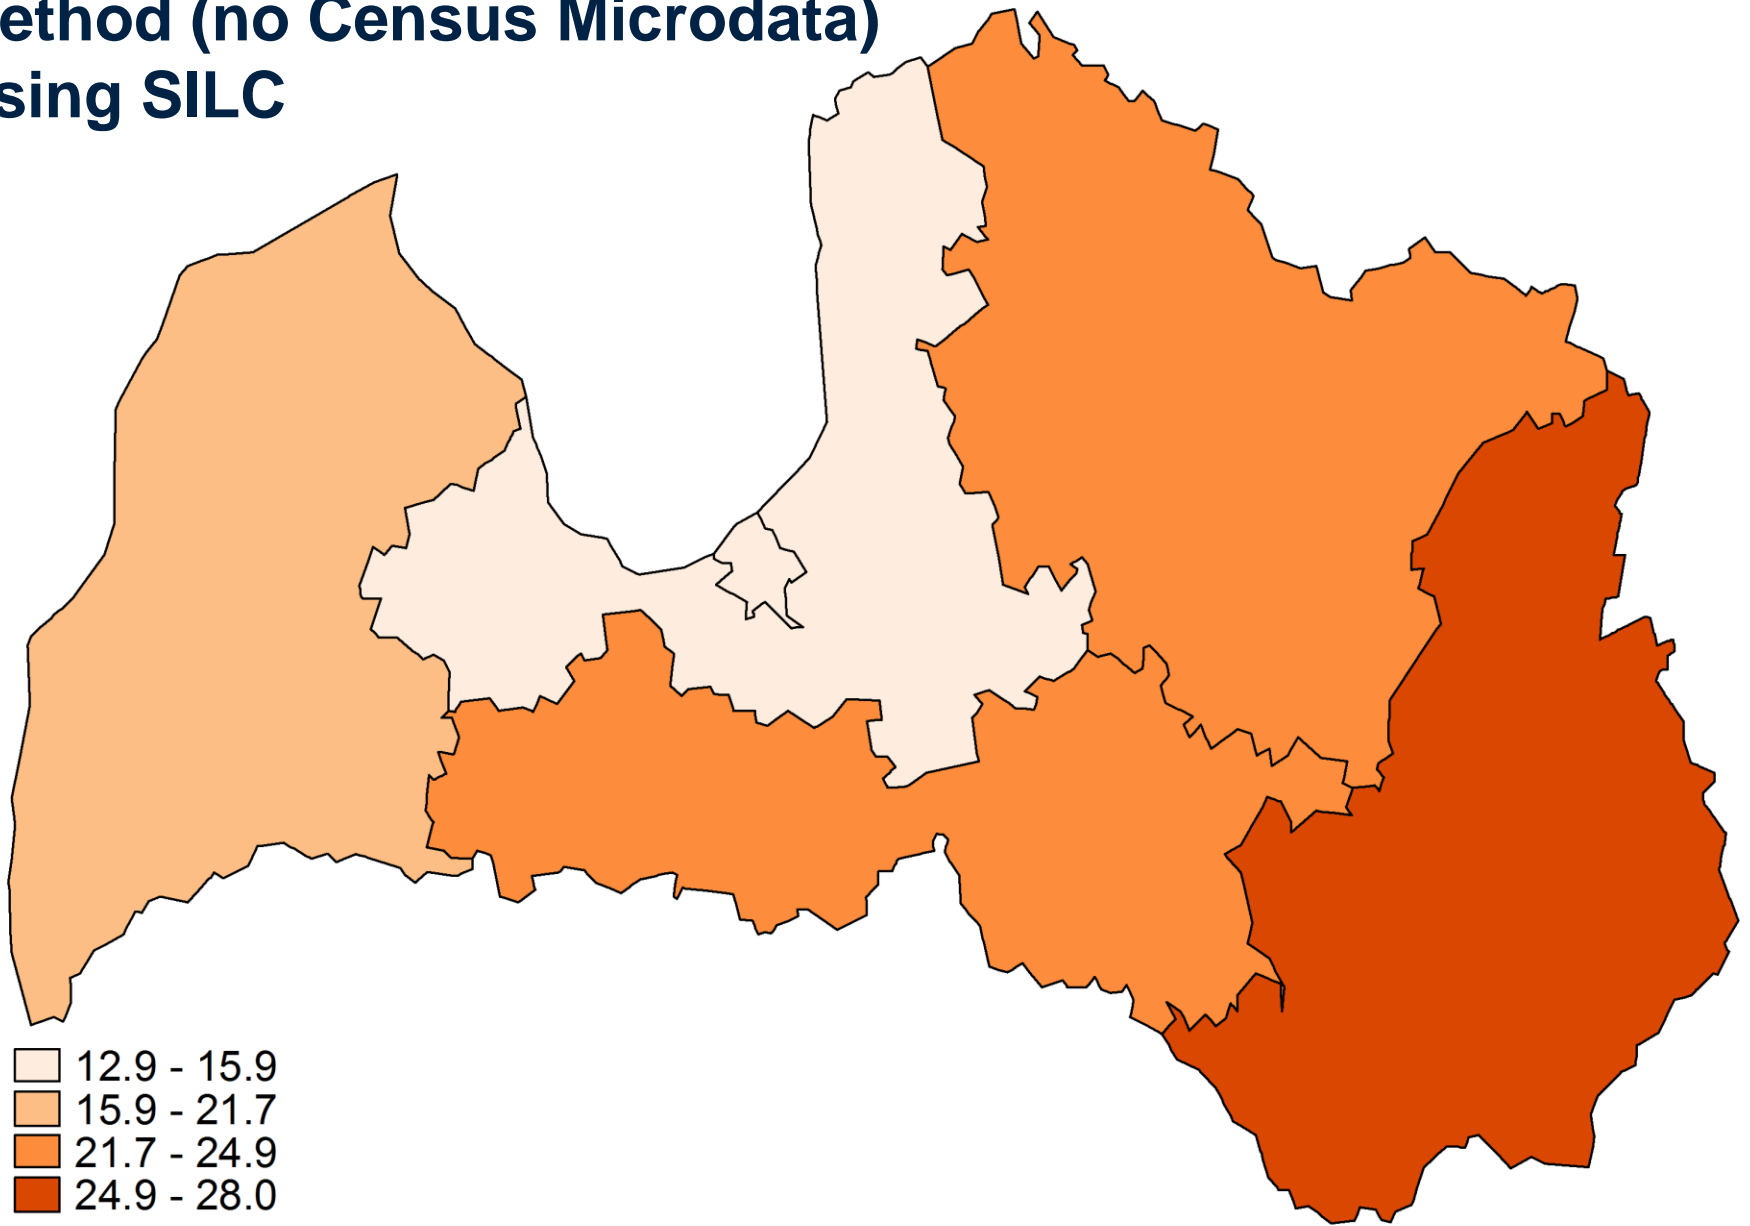 ethod (no Census Microdata)
sing SILC
12.9 - 15.9
15.9 - 21.7
21.7 - 24.9
24.9 - 28.0